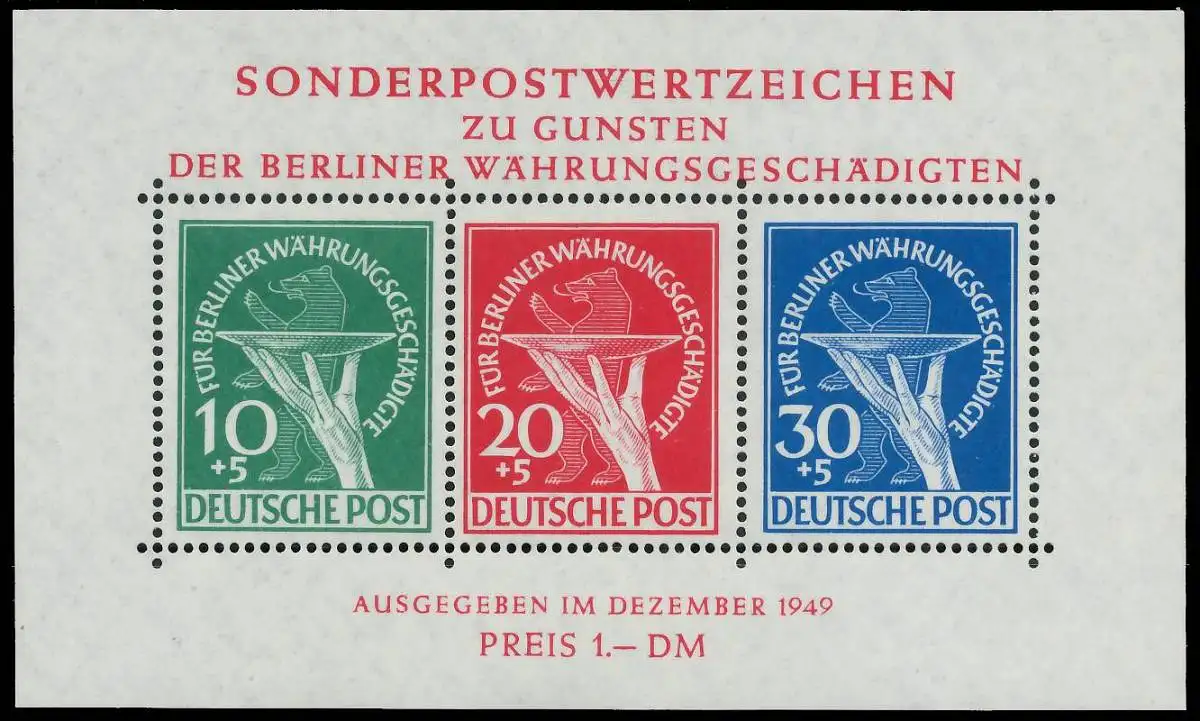 SONDERPOSTWERTZEICHEN
ZU GUNSTEN
DER BERLINER WÄHRUNGSGESCHÄDIGTEN
FÜR BERLINER WÄHRUNGSGESCHÄDIGTE
10
+5
DEUTSCHE POST
FÜR BERLINER WÄHRUNGSGESCHÄDIGTE
20
+5
DEUTSCHE POST
FÜR BERLINER WÄHRUNGSGESCHÄDIGTE
30
+5
DEUTSCHE POST
AUSGEGEBEN IM DEZEMBER 1949
PREIS 1.— DM